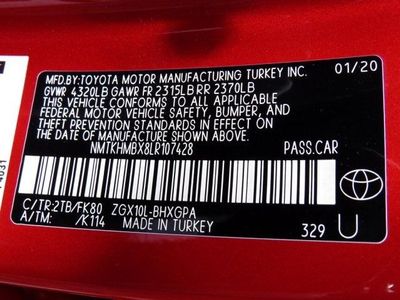 MFD.BY:TOYOTA MOTOR MANUFACTURING TURKEY INC. 01/20
GVWR 4320LB GAWR FR 2315LB RR 2370LB
THIS VEHICLE CONFORMS TO ALL APPLICABLE
FEDERAL MOTOR VEHICLE SAFETY, BUMPER, AND
THEFT PREVENTION STANDARDS IN EFFECT ON THE
DATE OF MANUFACTURE SHOWN ABOVE.
NMTKHMBX8LR107428 PASS.CAR
C/TR:2TB/FK80 ZGX10L-BHXGPA
A/TM: /K114 MADE IN TURKEY 329 U